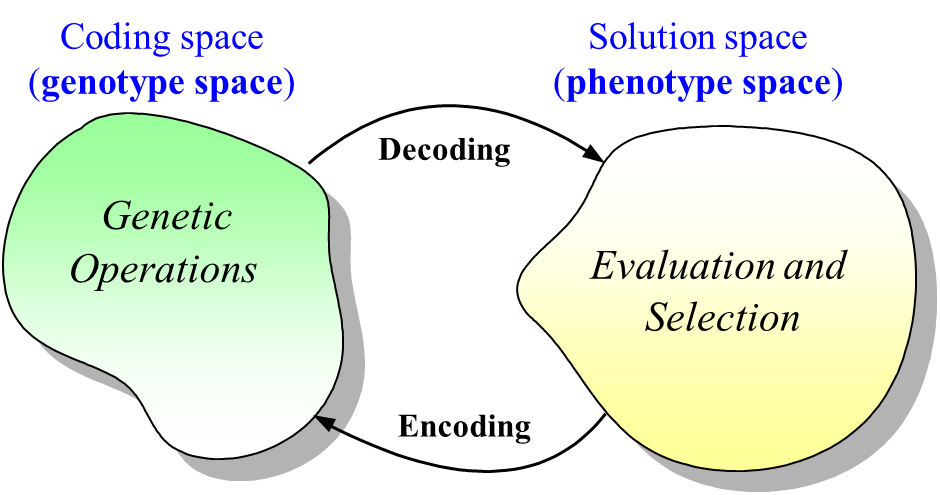 Coding space
(genotype space)
Solution space
(phenotype space)
Decoding
Genetic
Operations
Evaluation and
Selection
Encoding